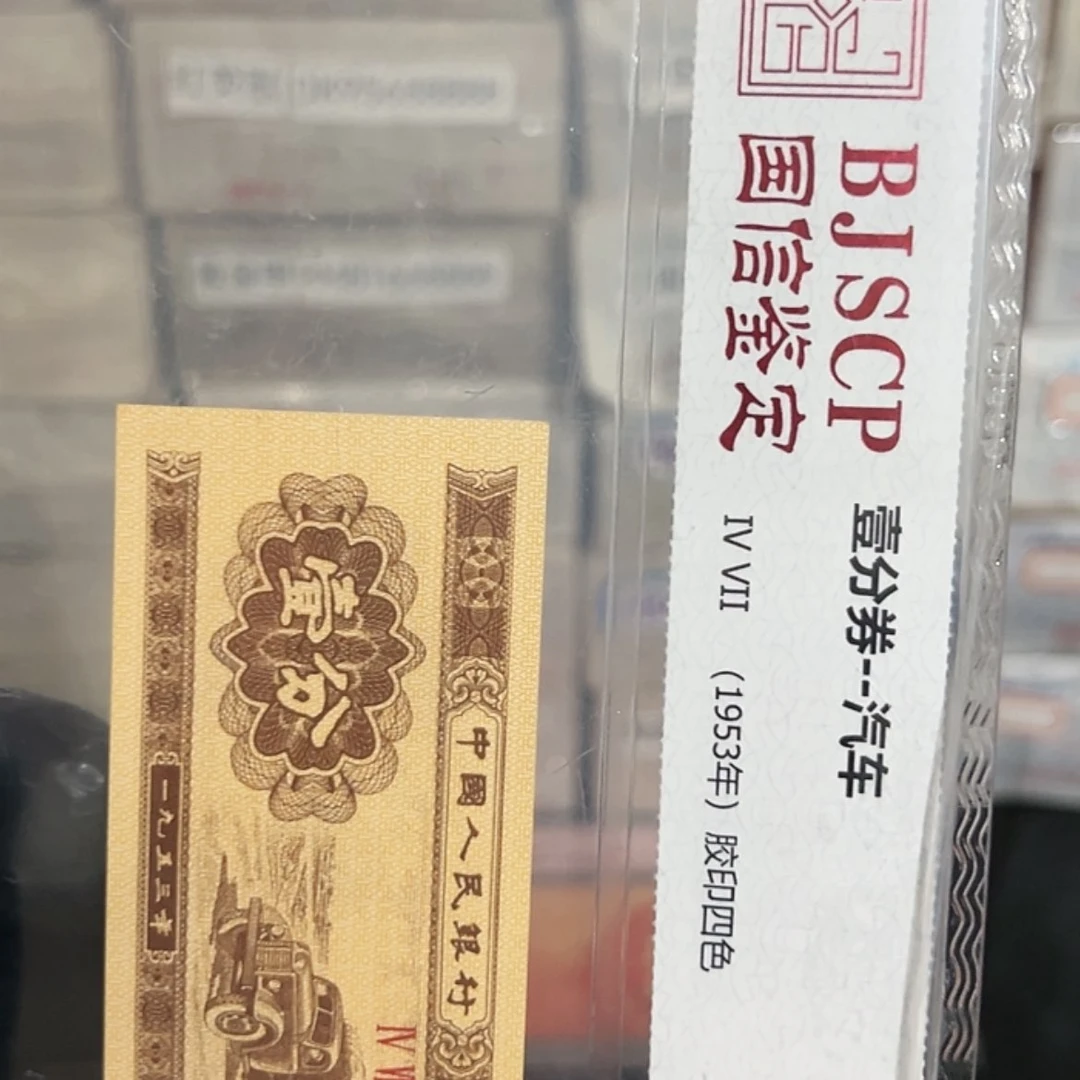 BJSCP
国信鉴定
壹分券--汽车
IV VII (1953年) 胶印四色
中國人民銀行
壹分
一九五三年